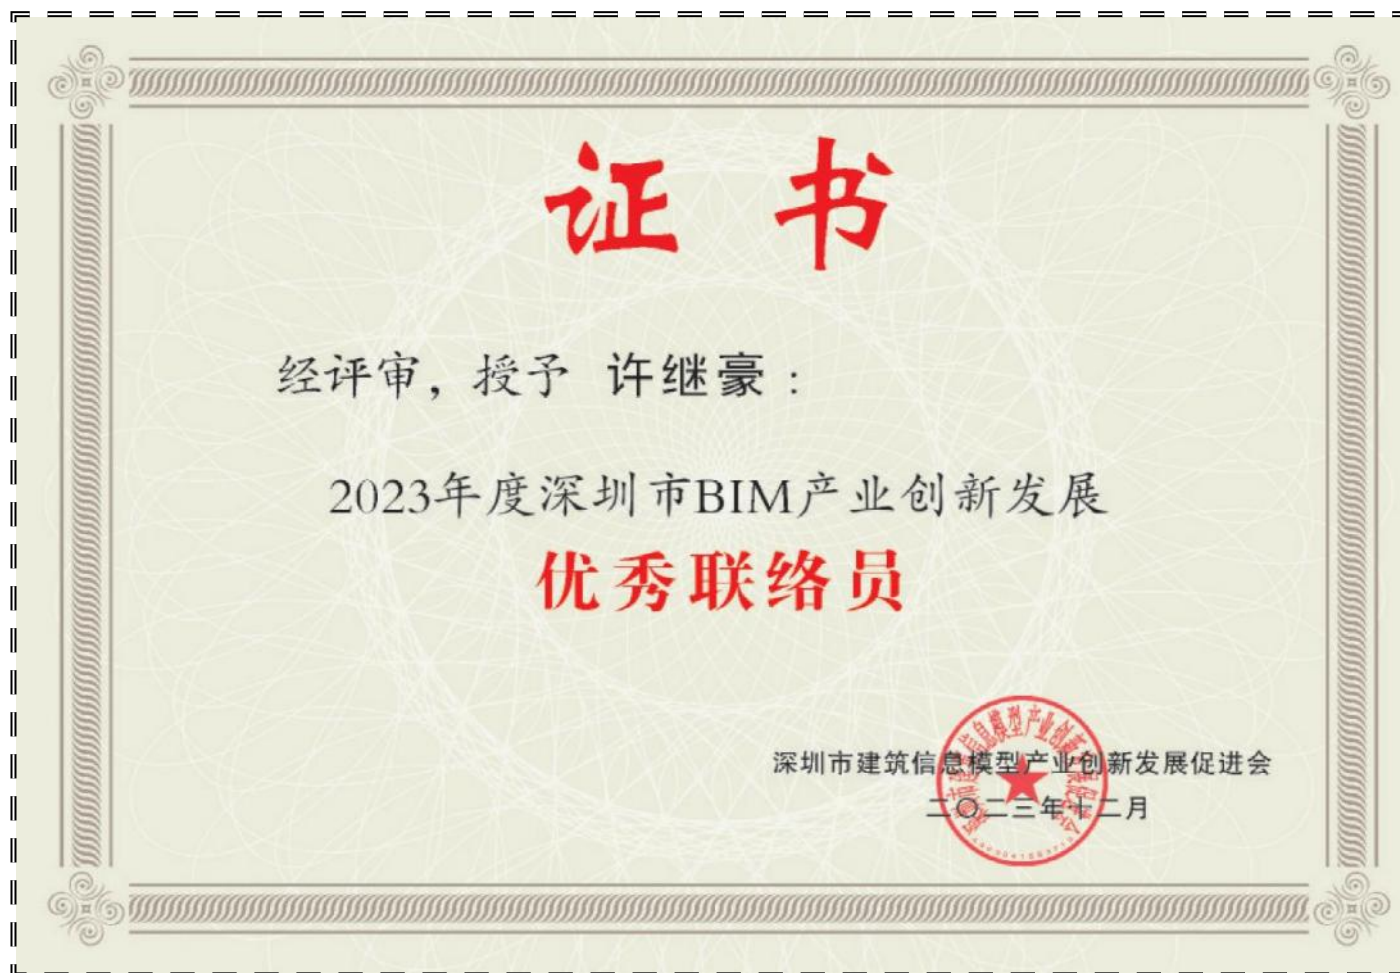 证书
经评审，授予 许继豪：
2023年度深圳市BIM产业创新发展
优秀联络员
深圳市建筑信息模型产业创新发展促进会
二〇二三年十二月